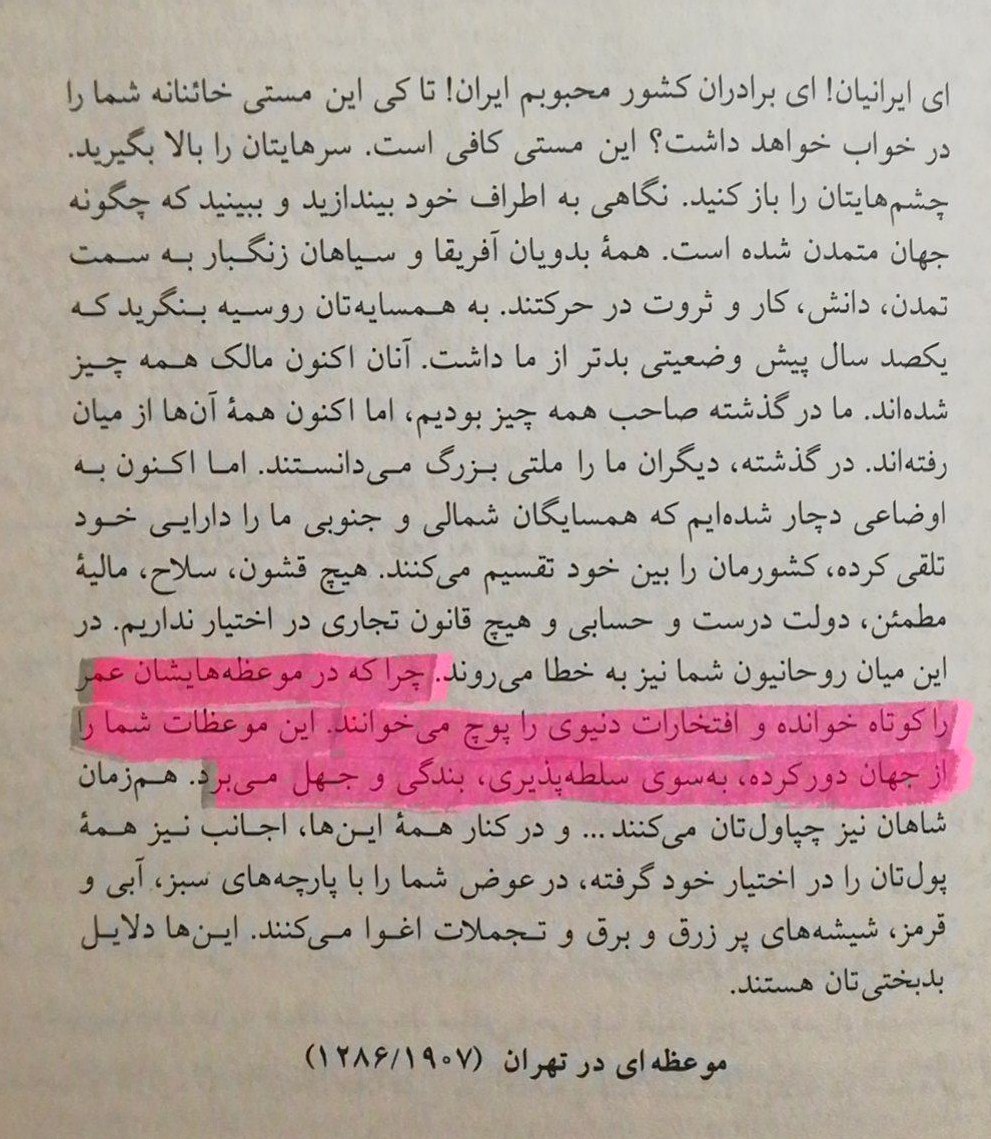 ای ایرانیان! ای برادران کشور محبوبم ایران! تا کی این مستی خائنانه شما را
در خواب خواهد داشت؟ این مستی کافی است. سرهایتان را بالا بگیرید.
چشم‌هایتان را باز کنید. نگاهی به اطراف خود بیندازید و ببینید که چگونه
جهان متمدن شده است. همهٔ بدویان آفریقا و سیاهان زنگبار به سمت
تمدن، دانش، کار و ثروت در حرکتند. به همسایه‌تان روسیه بنگرید که
یکصد سال پیش وضعیتی بدتر از ما داشت. آنان اکنون مالک همه چیز
شده‌اند. ما در گذشته صاحب همه چیز بودیم، اما اکنون همهٔ آن‌ها از میان
رفته‌اند. در گذشته، دیگران ما را ملتی بزرگ می‌دانستند. اما اکنون به
اوضاعی دچار شده‌ایم که همسایگان شمالی و جنوبی ما را دارایی خود
تلقی کرده، کشورمان را بین خود تقسیم می‌کنند. هیچ قشون، سلاح، مالیهٔ
مطمئن، دولت درست و حسابی و هیچ قانون تجاری در اختیار نداریم. در
این میان روحانیون شما نیز به خطا می‌روند. چرا که در موعظه‌هایشان عمر
را کوتاه خوانده و افتخارات دنیوی را پوچ می‌خوانند. این موعظات شما را
از جهان دور کرده، به‌سوی سلطه‌پذیری، بندگی و جهل می‌برد. هم‌زمان
شاهان نیز چپاول‌تان می‌کنند ... و در کنار همهٔ این‌ها، اجانب نیز همهٔ
پول‌تان را در اختیار خود گرفته، در عوض شما را با پارچه‌های سبز، آبی و
قرمز، شیشه‌های پر زرق و برق و تجملات اغوا می‌کنند. این‌ها دلایل
بدبختی‌تان هستند.
موعظه‌ای در تهران (۱۲۸۶/۱۹۰۷)